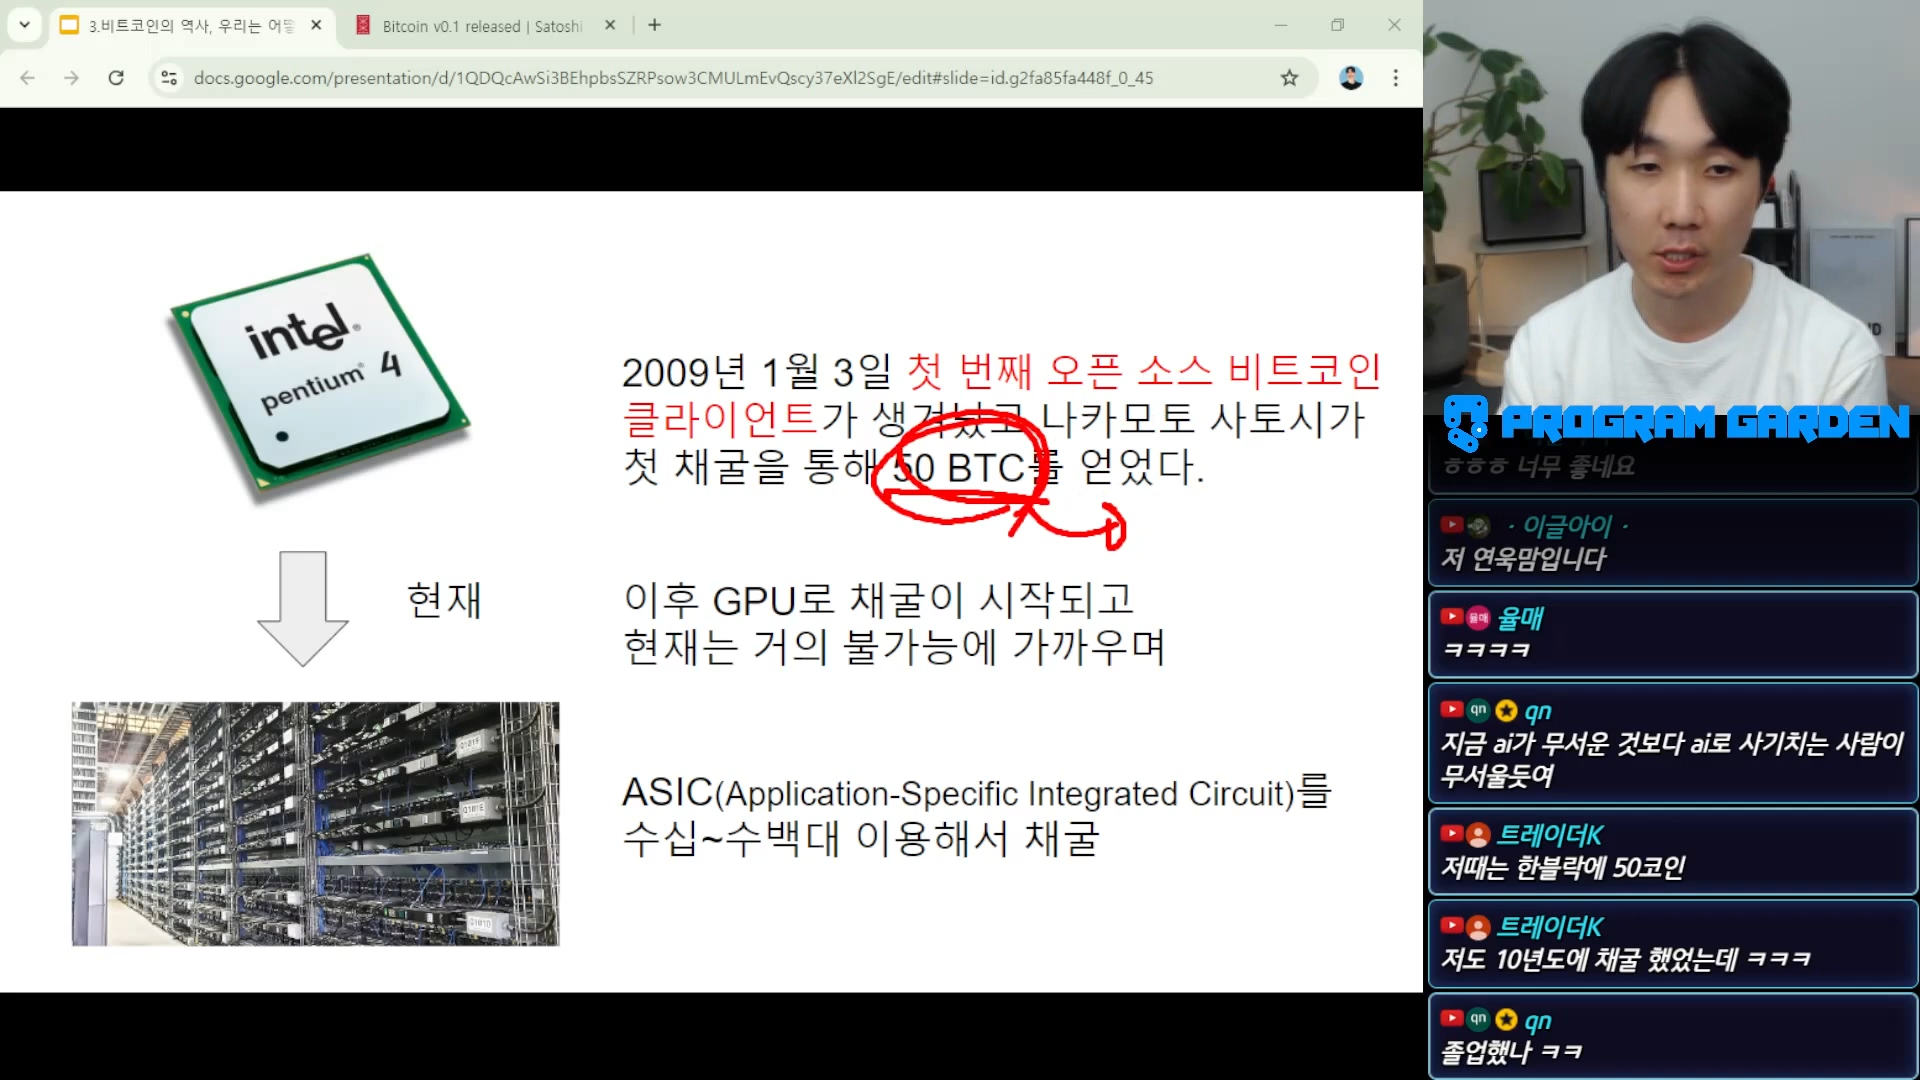 3.비트코인의 역사, 우리는 어떻
Bitcoin v0.1 released | Satoshi
docs.google.com/presentation/d/1QDQcAwSi3BEhpbsSZRPsow3CMULmEvQscy37eXl2SgE/edit#slide=id.g2fa85fa448f_0_45
intel
pentium 4
2009년 1월 3일 첫 번째 오픈 소스 비트코인
클라이언트가 생겨났고 나카모토 사토시가
첫 채굴을 통해 50 BTC를 얻었다.
현재
이후 GPU로 채굴이 시작되고
현재는 거의 불가능에 가까우며
ASIC(Application-Specific Integrated Circuit)를
수십~수백대 이용해서 채굴
PROGRAM GARDEN
ㅎㅎㅎ 너무 좋네요
· 이글아이 ·
저 연욱맘입니다
율매
ㅋㅋㅋㅋ
qn qn
지금 ai가 무서운 것보다 ai로 사기치는 사람이
무서울듯여
트레이더K
저때는 한블락에 50코인
트레이더K
저도 10년도에 채굴 했었는데 ㅋㅋㅋ
qn qn
졸업했나 ㅋㅋ